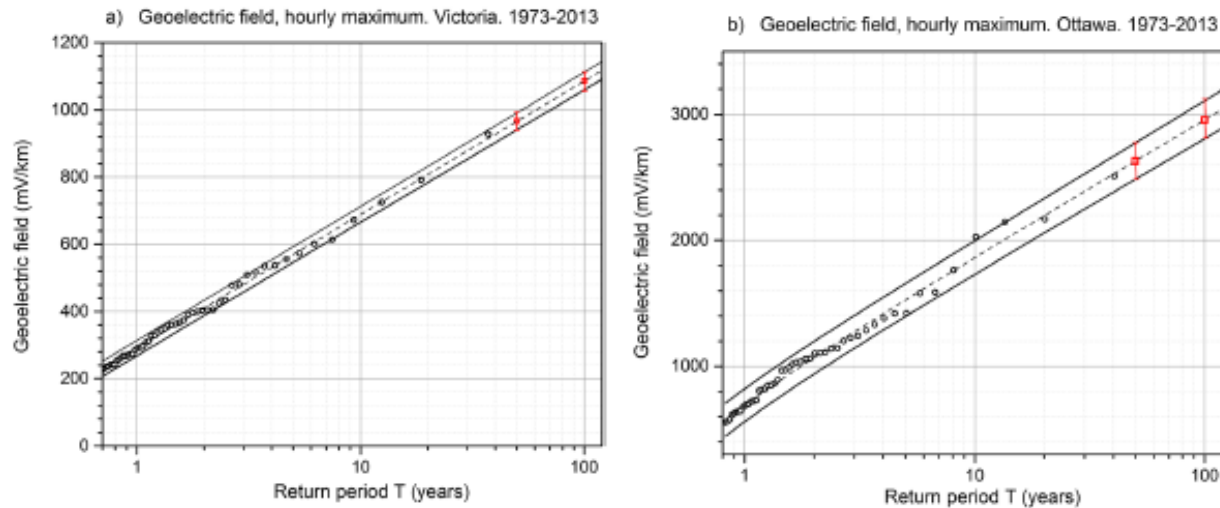 a) Geoelectric field, hourly maximum. Victoria. 1973-2013
1200
1000
800
600
400
200
0
Geoelectric field (mV/km)
1
10
100
Return period T (years)
b) Geoelectric field, hourly maximum. Ottawa. 1973-2013
3000
2000
1000
Geoelectric field (mV/km)
1
10
100
Return period T (years)